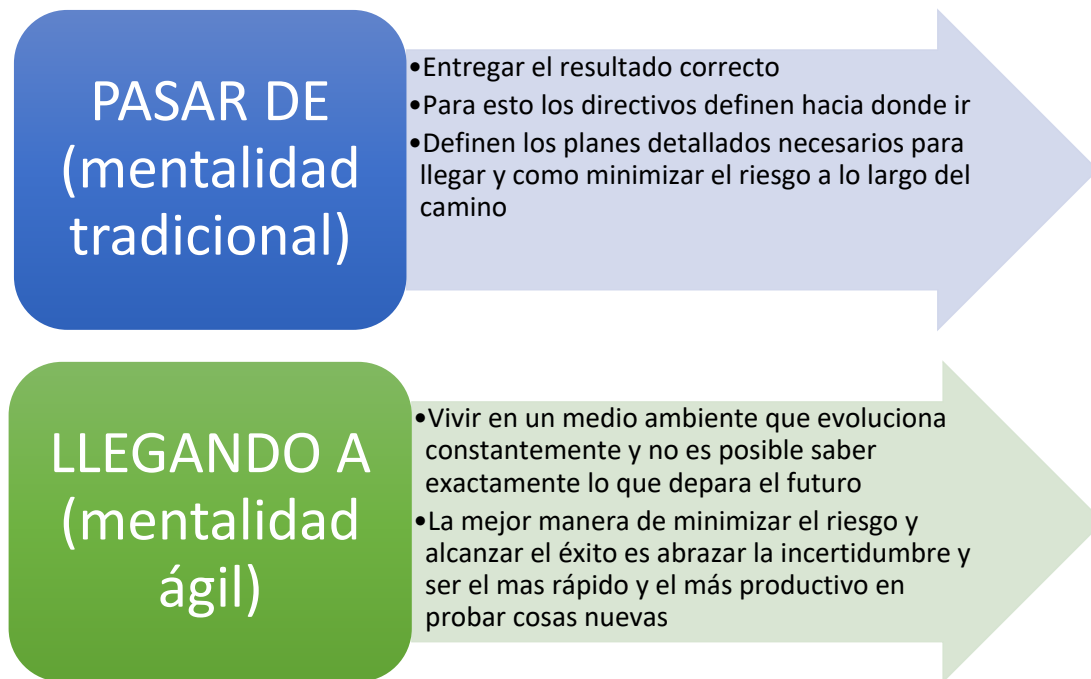 PASAR DE
(mentalidad
tradicional)
•Entregar el resultado correcto
•Para esto los directivos definen hacia donde ir
•Definen los planes detallados necesarios para
llegar y como minimizar el riesgo a lo largo del
camino
LLEGANDO A
(mentalidad
ágil)
•Vivir en un medio ambiente que evoluciona
constantemente y no es posible saber
exactamente lo que depara el futuro
•La mejor manera de minimizar el riesgo y
alcanzar el éxito es abrazar la incertidumbre y
ser el mas rápido y el más productivo en
probar cosas nuevas